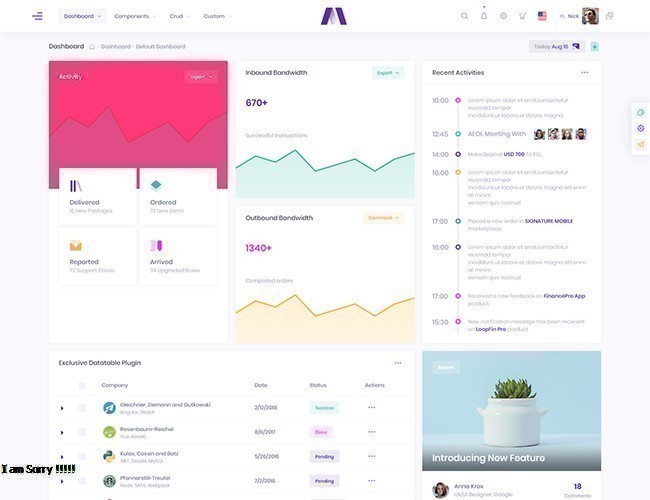 Dashboard Components Crud Custom
Hi, Nick
Dashboard - Dashboard - Default Dashboard
Today Aug 16
Activity
Export
Delivered
Ordered
72 New Items
Reported
72 Support Cases
Arrived
34 Upgraded Boxes
Inbound Bandwidth
Export
670+
Successful transactions
Outbound Bandwidth
Download
1340+
Completed orders
Recent Activities
10:00
Lorem ipsum dolor sit amt,consectetur
eiusmdd tempor
incididunt ut labore et dolore magna
12:45
AEOL Meeting With
14:00
Make Deposit USD 700 To ESL.
16:00
Lorem ipsum dolor sit amt,consectetur
eiusmdd tempor
incididunt ut labore et dolore magna elit enim
at minim
veniam quis nostrud
17:00
Placed a new order in SIGNATURE MOBILE
marketplace.
16:00
Lorem ipsum dolor sit amt,consectetur
eiusmdd tempor
incididunt ut labore et dolore magna elit enim
at minim
veniam quis nostrud
17:00
Received a new feedback on FinancePro App
product.
15:30
New notification message has been received
on LoopFin Pro product.
Exclusive Datatable Plugin
Company Date Status Actions
Gleichner, Ziemann and Gutkowski
Angular, React
2/12/2018
Success
Rosenbaum-Reichel
Vue, Kendo
8/6/2017
Done
Kulas, Cassin and Batz
.NET, Oracle, MySQL
5/26/2016
Pending
Pfannerstill-Treutel
Node, SASS, Webpack
7/2/2016
Pending
I am Sorry !!!!!
Recent
Introducing New Feature
Anna Krox
UX/UI Designer, Google
18
Comments